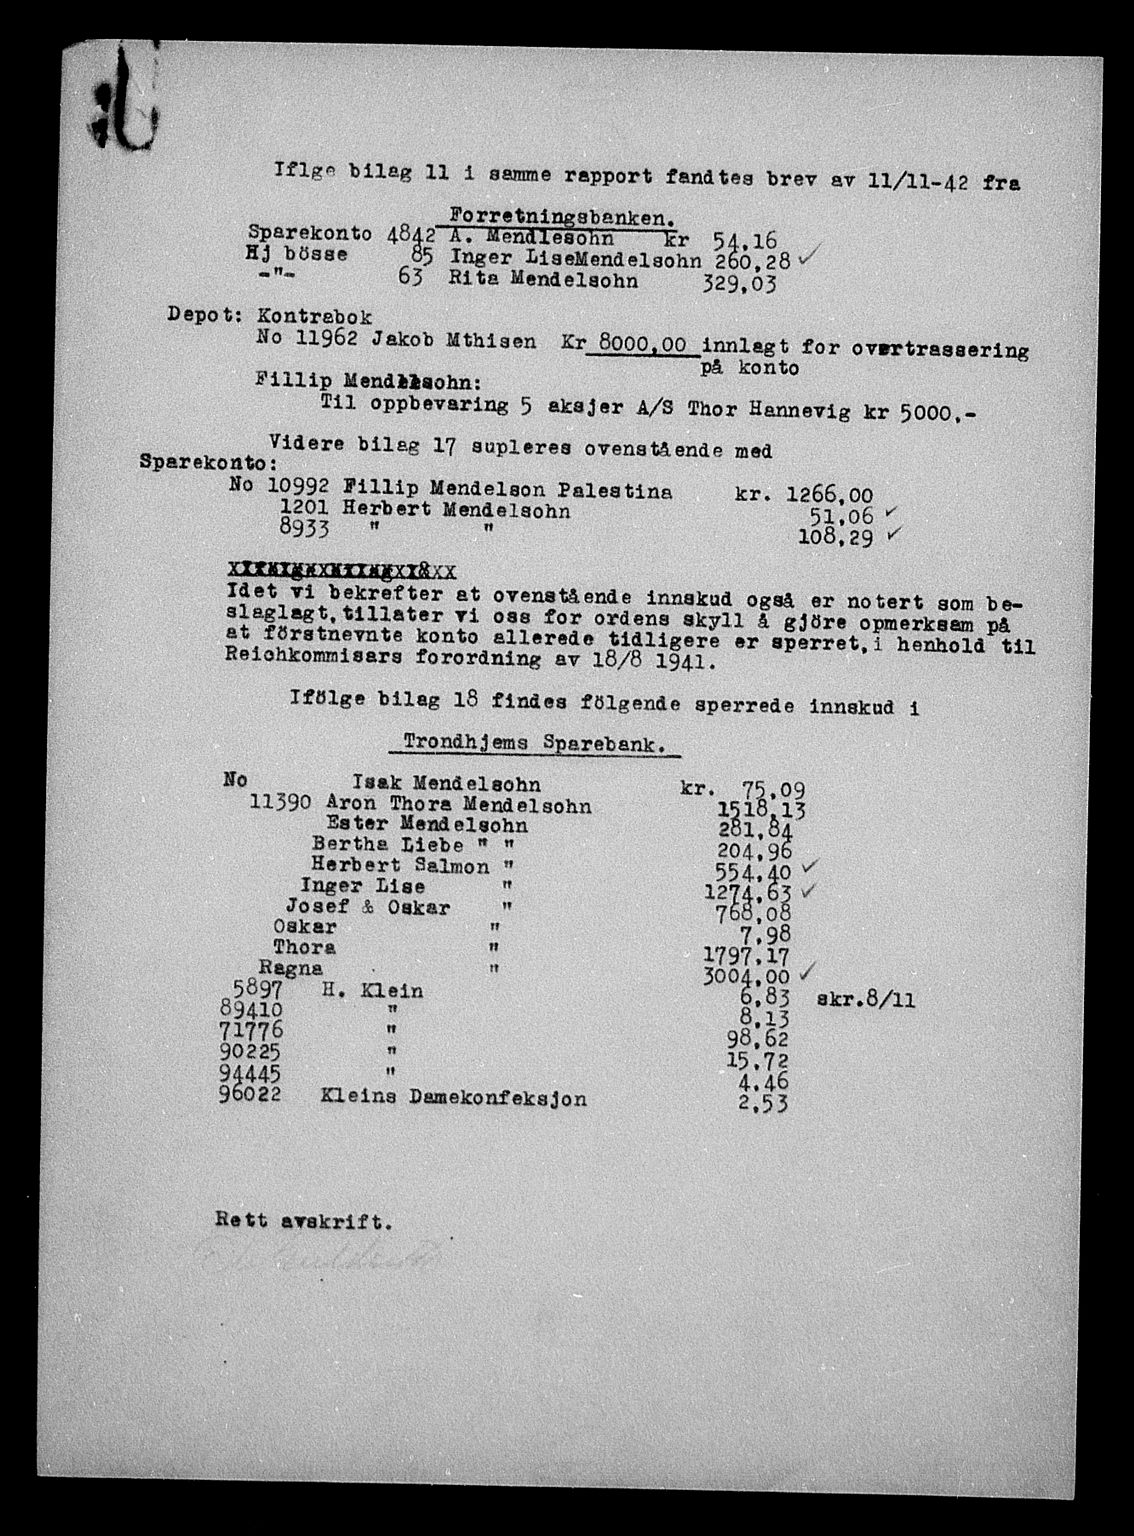 Iflge bilag 11 i samme rapport fandtes brev av 11/11-42 fra
Forretningsbanken.
Sparekonto 4842 A. Mendlesohn kr 54,16
Hj bösse 85 Inger LiseMendelsohn 260,28 ✓
-"- 63 Rita Mendelsohn 329,03
Depot: Kontrabok
No 11962 Jakob Mthisen Kr 8000,00 innlagt for overtrassering
på konto
Fillip Mendelsohn:
Til oppbevaring 5 aksjer A/S Thor Hannevig kr 5000,-
Videre bilag 17 supleres ovenstående med
Sparekonto:
No 10992 Fillip Mendelson Palestina kr. 1266,00
1201 Herbert Mendelsohn 51,06 ✓
8933 " " 108,29 ✓
Idet vi bekrefter at ovenstående innskud også er notert som be-
slaglagt, tillater vi oss for ordens skyll å gjöre opmerksam på
at förstnevnte konto allerede tidligere er sperret, i henhold til
Reichkommisars forordning av 18/8 1941.
Ifölge bilag 18 findes fölgende sperrede innskud i
Trondhjems Sparebank.
No Isak Mendelsohn kr. 75,09
11390 Aron Thora Mendelsohn 1518,13
Ester Mendelsohn 281,84
Bertha Liebe " " 204,96
Herbert Salmon " 554,40 ✓
Inger Lise " 1274,63 ✓
Josef & Oskar " 768,08
Oskar " 7,98
Thora " 1797,17
Ragna " 3004,00 ✓
5897 H. Klein 6,83 skr.8/11
89410 " 8,13
71776 " 98,62
90225 " 15,72
94445 " 4,46
96022 Kleins Damekonfeksjon 2,53
Rett avskrift.